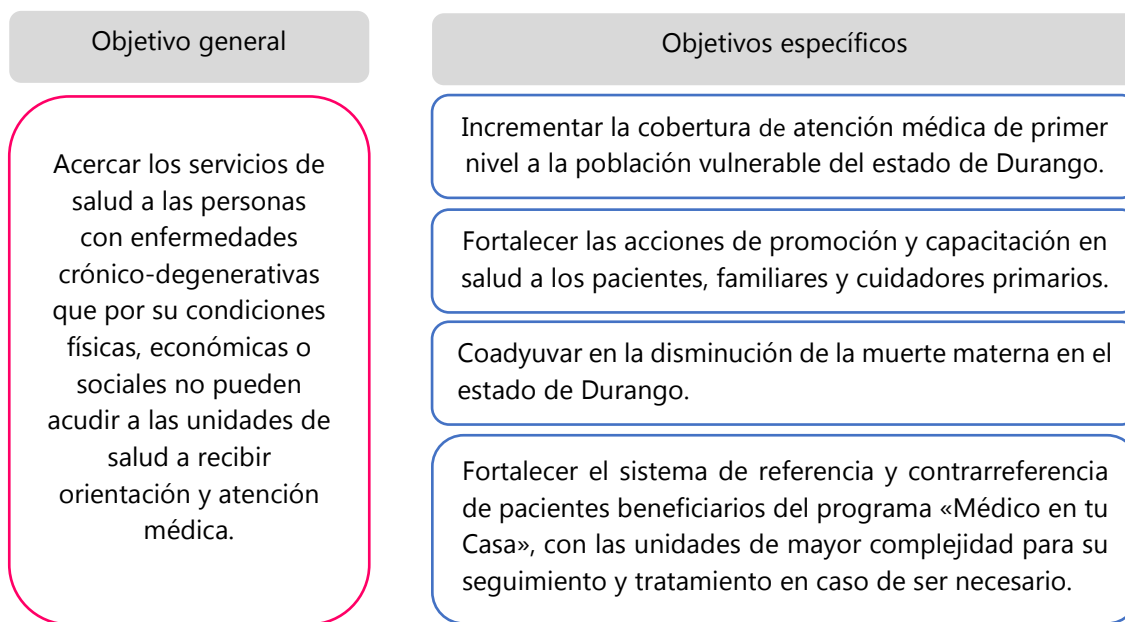 Objetivo general
Acercar los servicios de
salud a las personas
con enfermedades
crónico-degenerativas
que por su condiciones
físicas, económicas o
sociales no pueden
acudir a las unidades de
salud a recibir
orientación y atención
médica.
Objetivos específicos
Incrementar la cobertura de atención médica de primer
nivel a la población vulnerable del estado de Durango.
Fortalecer las acciones de promoción y capacitación en
salud a los pacientes, familiares y cuidadores primarios.
Coadyuvar en la disminución de la muerte materna en el
estado de Durango.
Fortalecer el sistema de referencia y contrarreferencia
de pacientes beneficiarios del programa «Médico en tu
Casa», con las unidades de mayor complejidad para su
seguimiento y tratamiento en caso de ser necesario.